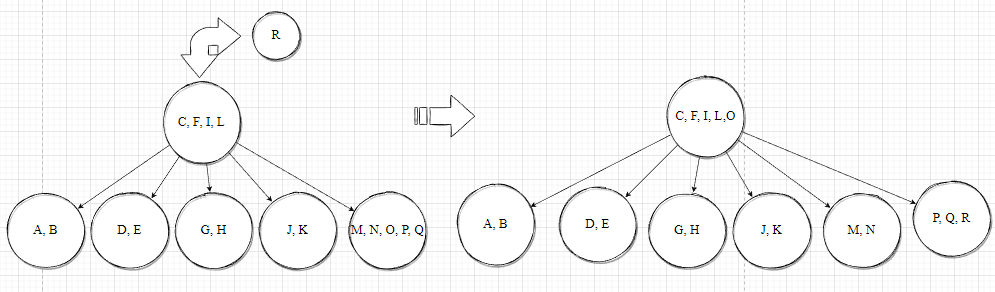 R
C, F, I, L
A, B
D, E
G, H
J, K
M, N, O, P, Q
C, F, I, L,O
A, B
D, E
G, H
J, K
M, N
P, Q, R